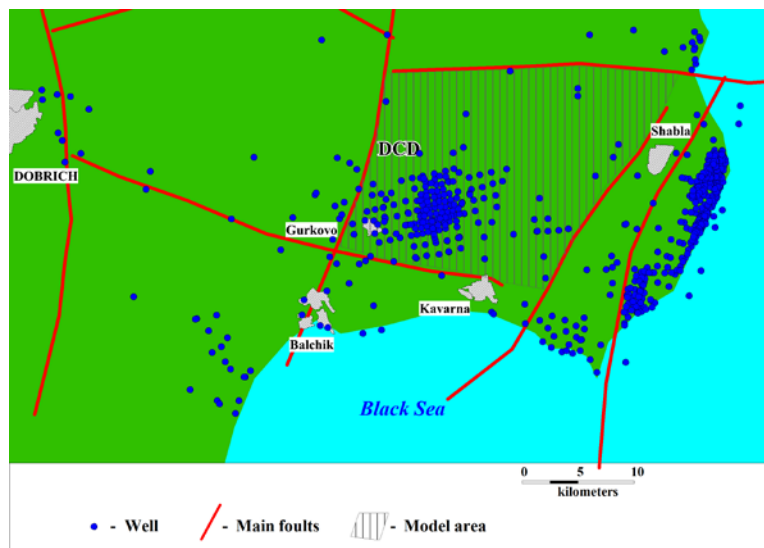 Shabla
DCD
DOBRICH
Gurkovo
Kavarna
Balchik
Black Sea
0 5 10
kilometers
- Well
- Main foults
- Model area